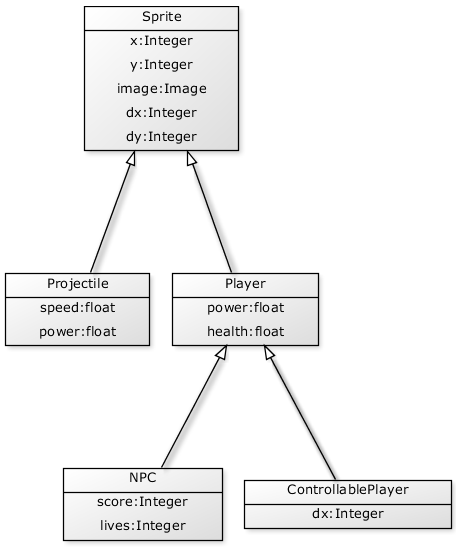 Sprite
x:Integer
y:Integer
image:Image
dx:Integer
dy:Integer
Projectile
speed:float
power:float
Player
power:float
health:float
NPC
score:Integer
lives:Integer
ControllablePlayer
dx:Integer